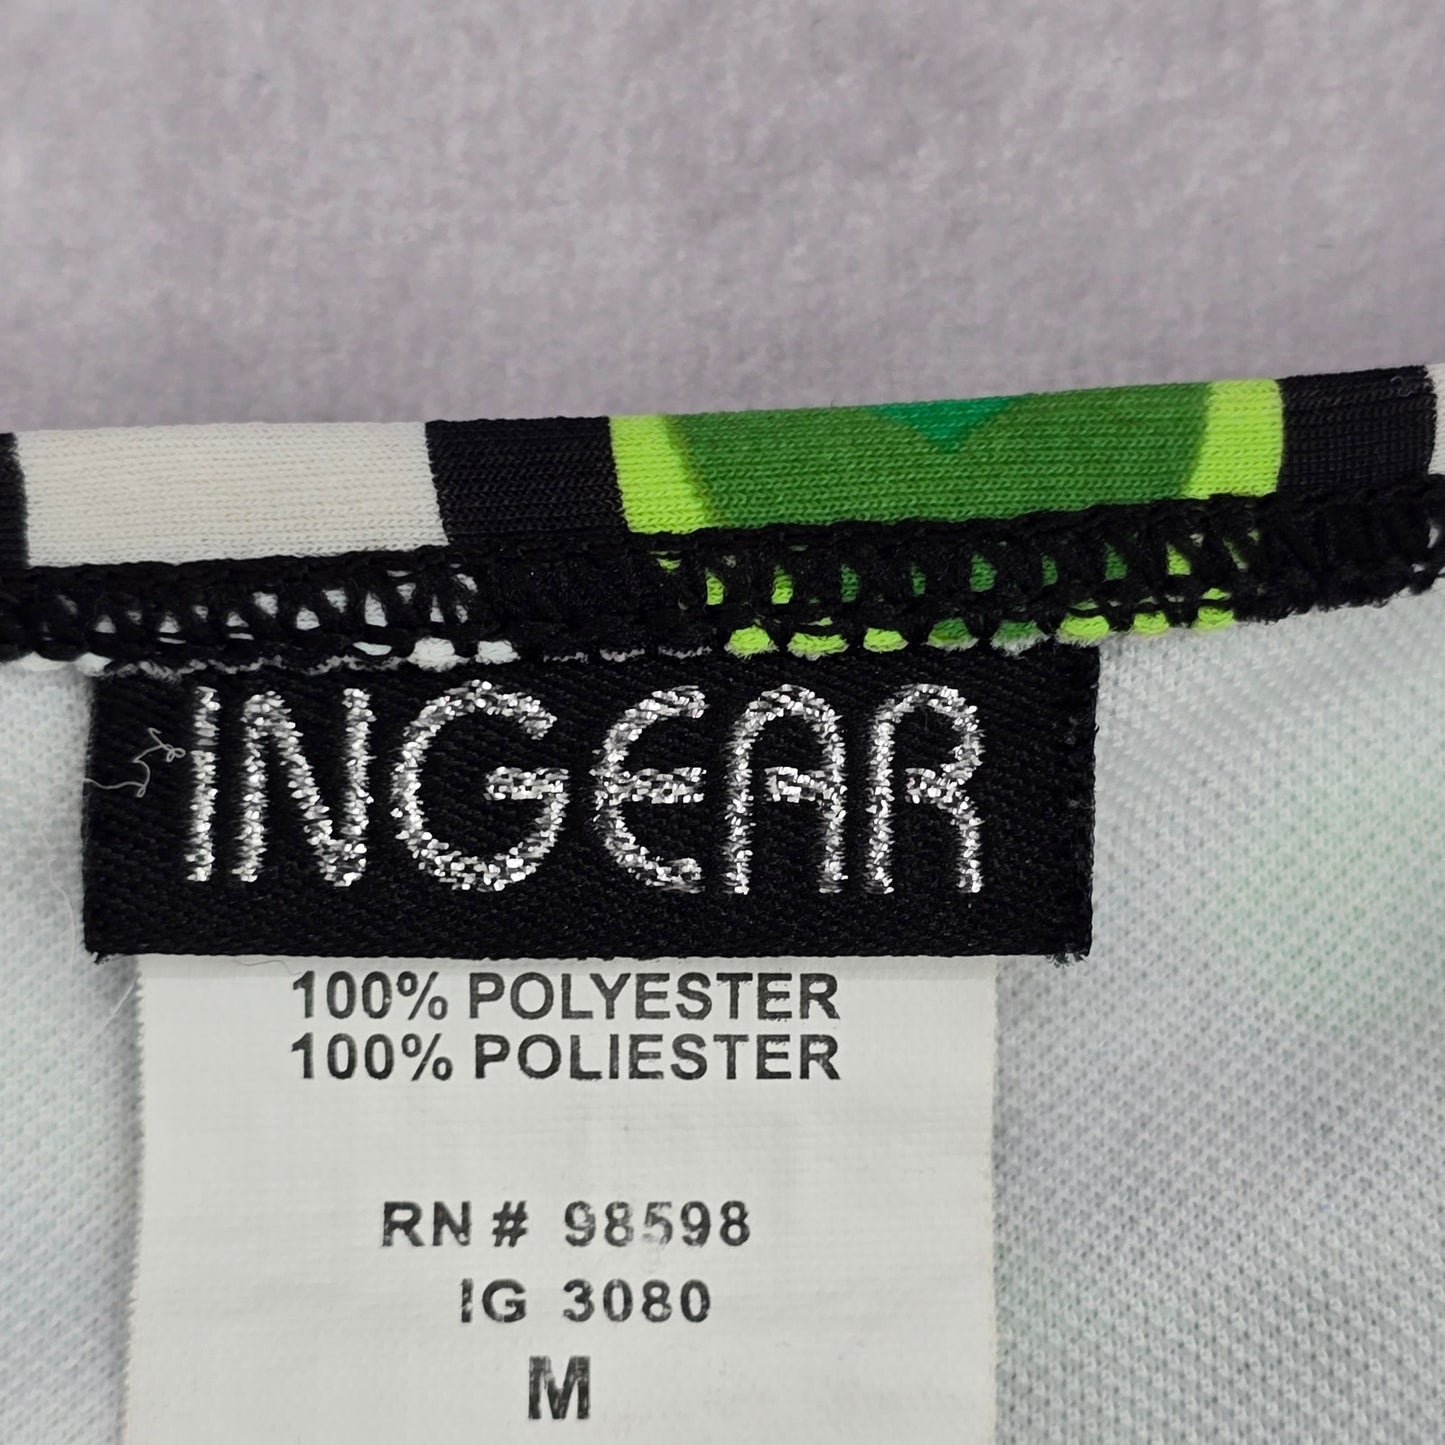 INGEAR
100% POLYESTER
100% POLIESTER
RN # 98598
IG 3080
M